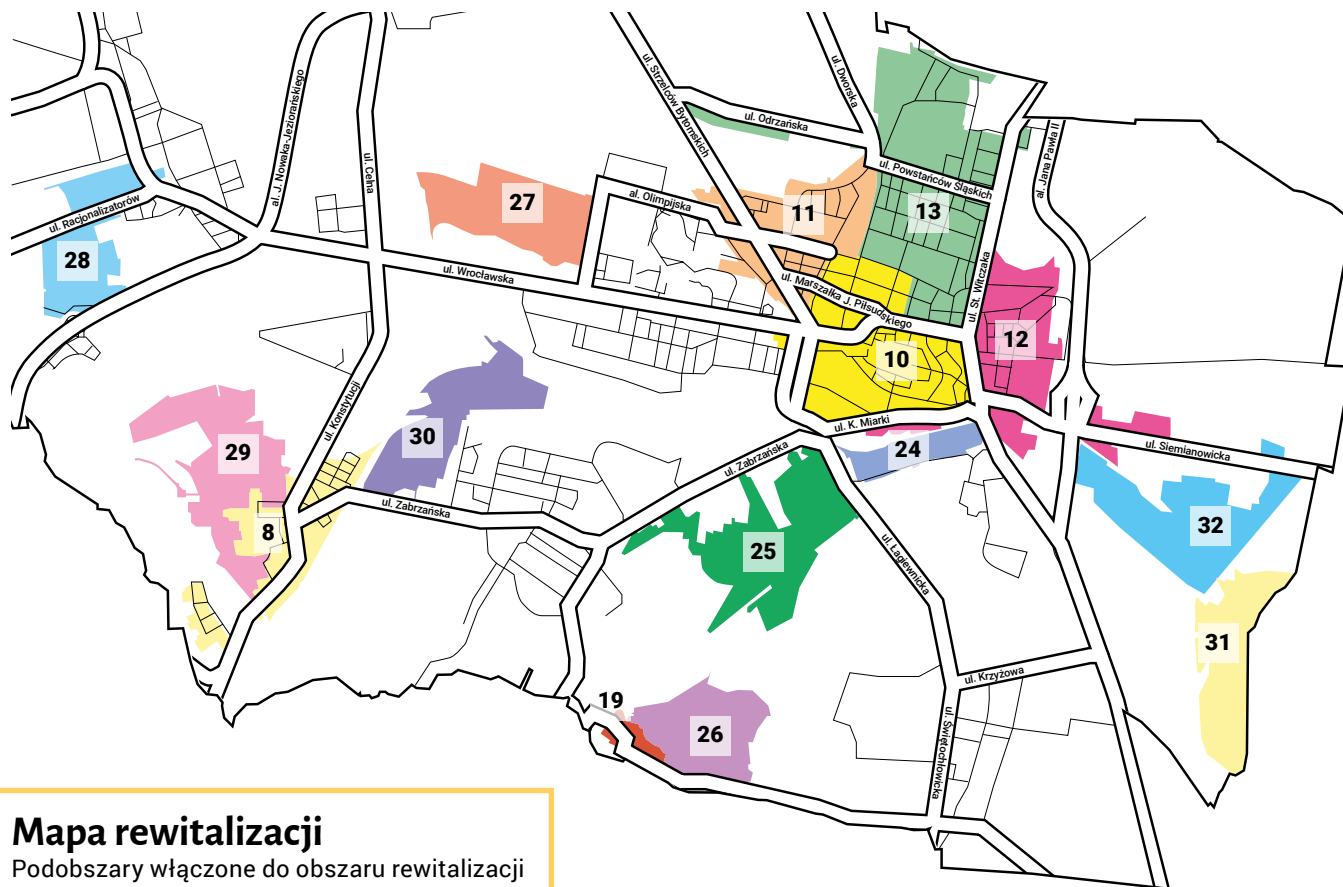 ul. Strzelców Bytomskich
ul. Dworska
al. J. Nowaka-Jeziorańskiego
ul. Odrzańska
ul. Celna
ul. Powstańców Śląskich
al. Jana Pawła II
ul. Racjonalizatorów
27
al. Olimpijska
11
13
28
ul. Wrocławska
ul. Marszałka J. Piłsudskiego
ul. St. Witczaka
12
10
ul. Konstytucji
30
29
ul. K. Miarki
24
ul. Zabrzańska
ul. Siemianowicka
ul. Zabrzańska
8
25
32
ul. Łagiewnicka
31
ul. Krzyżowa
19
26
ul. Świętochłowicka
Mapa rewitalizacji
Podobszary włączone do obszaru rewitalizacji